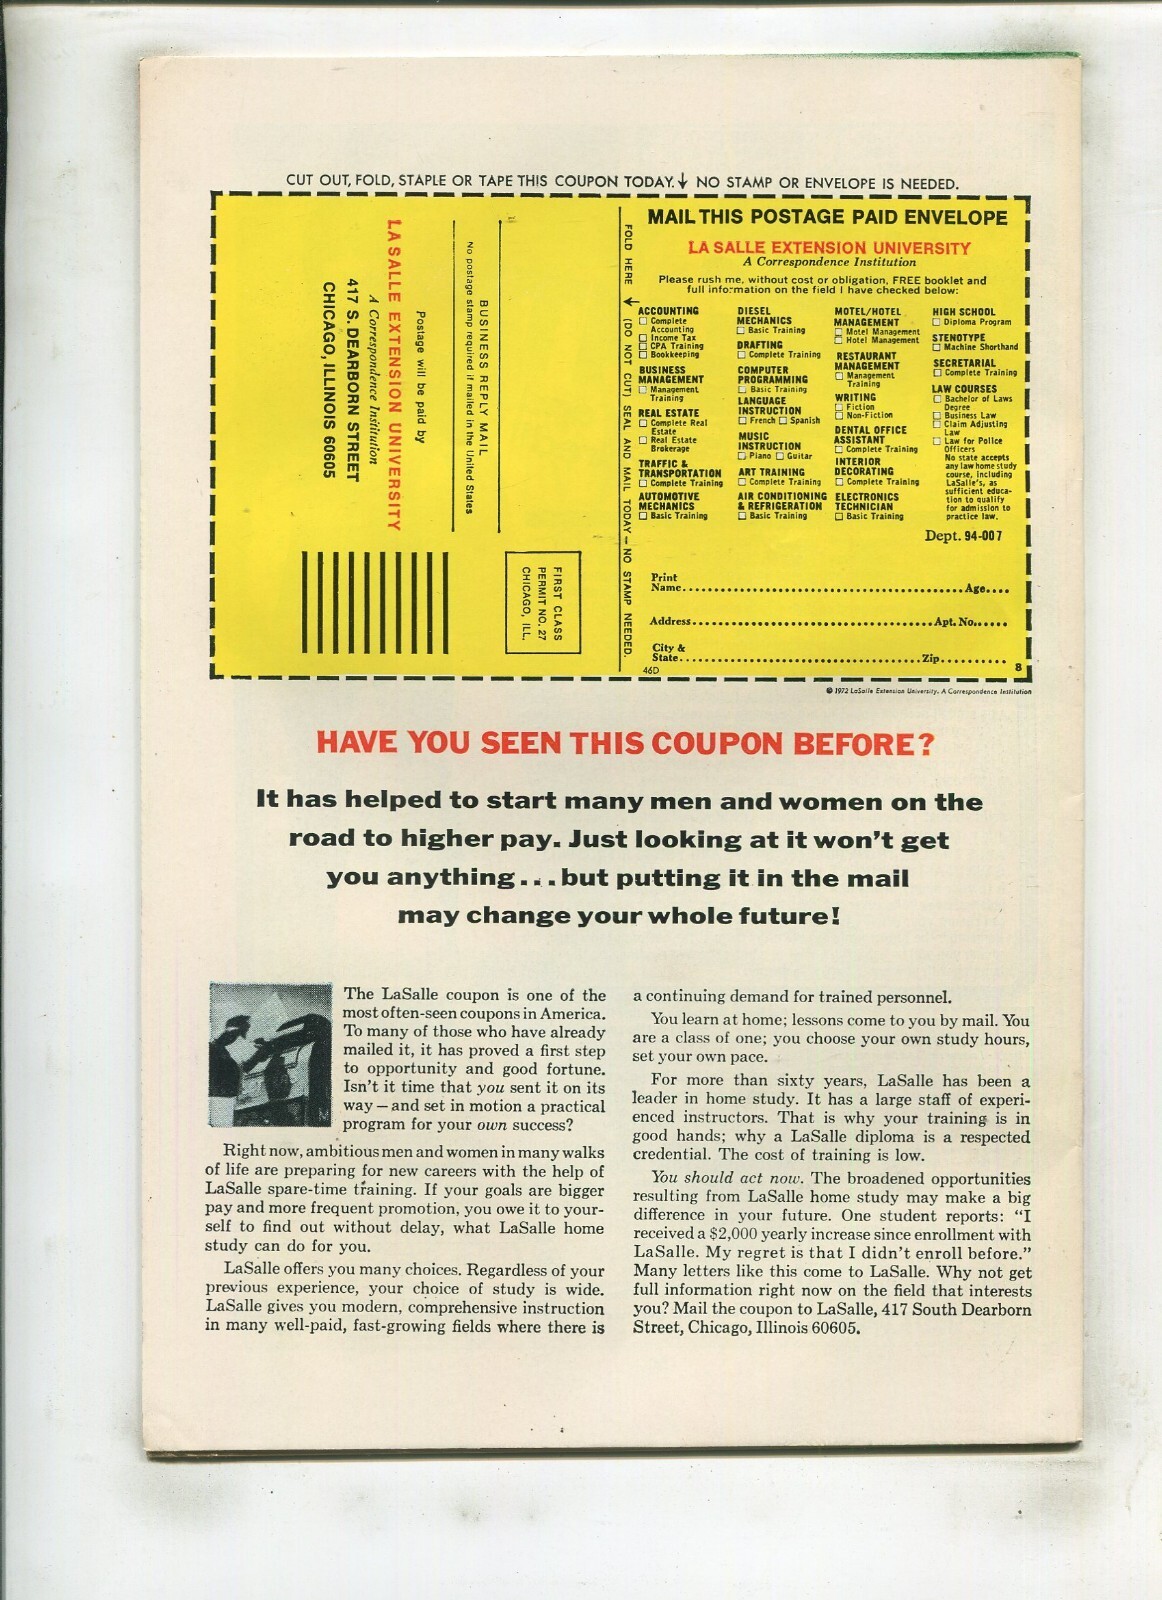 CUT OUT, FOLD, STAPLE OR TAPE THIS COUPON TODAY. ↓ NO STAMP OR ENVELOPE IS NEEDED.
BUSINESS REPLY MAIL
No postage stamp required if mailed in the United States
Postage will be paid by
LA SALLE EXTENSION UNIVERSITY
A Correspondence Institution
417 S. DEARBORN STREET
CHICAGO, ILLINOIS 60605
FIRST CLASS
PERMIT NO. 27
CHICAGO, ILL.
FOLD HERE ↓ (DO NOT CUT) SEAL AND MAIL TODAY — NO STAMP NEEDED.
MAIL THIS POSTAGE PAID ENVELOPE
LA SALLE EXTENSION UNIVERSITY
A Correspondence Institution
Please rush me, without cost or obligation, FREE booklet and
full information on the field I have checked below:
ACCOUNTING
☐ Complete
Accounting
☐ Income Tax
☐ CPA Training
☐ Bookkeeping
BUSINESS
MANAGEMENT
☐ Management
Training
REAL ESTATE
☐ Complete Real
Estate
☐ Real Estate
Brokerage
TRAFFIC &
TRANSPORTATION
☐ Complete Training
AUTOMOTIVE
MECHANICS
☐ Basic Training
DIESEL
MECHANICS
☐ Basic Training
DRAFTING
☐ Complete Training
COMPUTER
PROGRAMMING
☐ Basic Training
LANGUAGE
INSTRUCTION
☐ French ☐ Spanish
MUSIC
INSTRUCTION
☐ Piano ☐ Guitar
ART TRAINING
☐ Complete Training
AIR CONDITIONING
& REFRIGERATION
☐ Basic Training
MOTEL/HOTEL
MANAGEMENT
☐ Motel Management
☐ Hotel Management
RESTAURANT
MANAGEMENT
☐ Management
Training
WRITING
☐ Fiction
☐ Non-Fiction
DENTAL OFFICE
ASSISTANT
☐ Complete Training
INTERIOR
DECORATING
☐ Complete Training
ELECTRONICS
TECHNICIAN
☐ Basic Training
HIGH SCHOOL
☐ Diploma Program
STENOTYPE
☐ Machine Shorthand
SECRETARIAL
☐ Complete Training
LAW COURSES
☐ Bachelor of Laws
Degree
☐ Business Law
☐ Claim Adjusting
Law
☐ Law for Police
Officers
No state accepts
any law home study
course, including
LaSalle's, as
sufficient educa-
tion to qualify
for admission to
practice law.
Dept. 94-007
Print
Name....................Age....
Address....................Apt. No......
City &
State....................Zip..........
46D
8
© 1972 LaSalle Extension University, A Correspondence Institution
HAVE YOU SEEN THIS COUPON BEFORE?
It has helped to start many men and women on the
road to higher pay. Just looking at it won't get
you anything...but putting it in the mail
may change your whole future!
The LaSalle coupon is one of the
most often-seen coupons in America.
To many of those who have already
mailed it, it has proved a first step
to opportunity and good fortune.
Isn't it time that you sent it on its
way — and set in motion a practical
program for your own success?
Right now, ambitious men and women in many walks
of life are preparing for new careers with the help of
LaSalle spare-time training. If your goals are bigger
pay and more frequent promotion, you owe it to your-
self to find out without delay, what LaSalle home
study can do for you.
LaSalle offers you many choices. Regardless of your
previous experience, your choice of study is wide.
LaSalle gives you modern, comprehensive instruction
in many well-paid, fast-growing fields where there is
a continuing demand for trained personnel.
You learn at home; lessons come to you by mail. You
are a class of one; you choose your own study hours,
set your own pace.
For more than sixty years, LaSalle has been a
leader in home study. It has a large staff of experi-
enced instructors. That is why your training is in
good hands; why a LaSalle diploma is a respected
credential. The cost of training is low.
You should act now. The broadened opportunities
resulting from LaSalle home study may make a big
difference in your future. One student reports: "I
received a $2,000 yearly increase since enrollment with
LaSalle. My regret is that I didn't enroll before."
Many letters like this come to LaSalle. Why not get
full information right now on the field that interests
you? Mail the coupon to LaSalle, 417 South Dearborn
Street, Chicago, Illinois 60605.